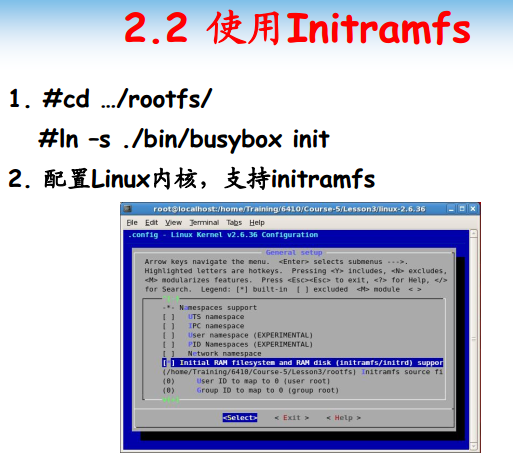 2.2 使用Initramfs
1. #cd …/rootfs/
#ln –s ./bin/busybox init
2. 配置Linux内核，支持initramfs
root@localhost:/home/Training/6410/Course-5/Lesson3/linux-2.6.36
File Edit View Terminal Tabs Help
.config - Linux Kernel v2.6.36 Configuration
General setup
Arrow keys navigate the menu. <Enter> selects submenus --->.
Highlighted letters are hotkeys. Pressing <Y> includes, <N> excludes,
<M> modularizes features. Press <Esc><Esc> to exit, <?> for Help, </>
for Search. Legend: [*] built-in [ ] excluded <M> module < >
-*- Namespaces support
[ ] UTS namespace
[ ] IPC namespace
[ ] User namespace (EXPERIMENTAL)
[ ] PID Namespaces (EXPERIMENTAL)
[ ] Network namespace
[*] Initial RAM filesystem and RAM disk (initramfs/initrd) suppor
(/home/Training/6410/Course-5/Lesson3/rootfs) Initramfs source fi
(0) User ID to map to 0 (user root)
(0) Group ID to map to 0 (group root)
<Select> < Exit > < Help >